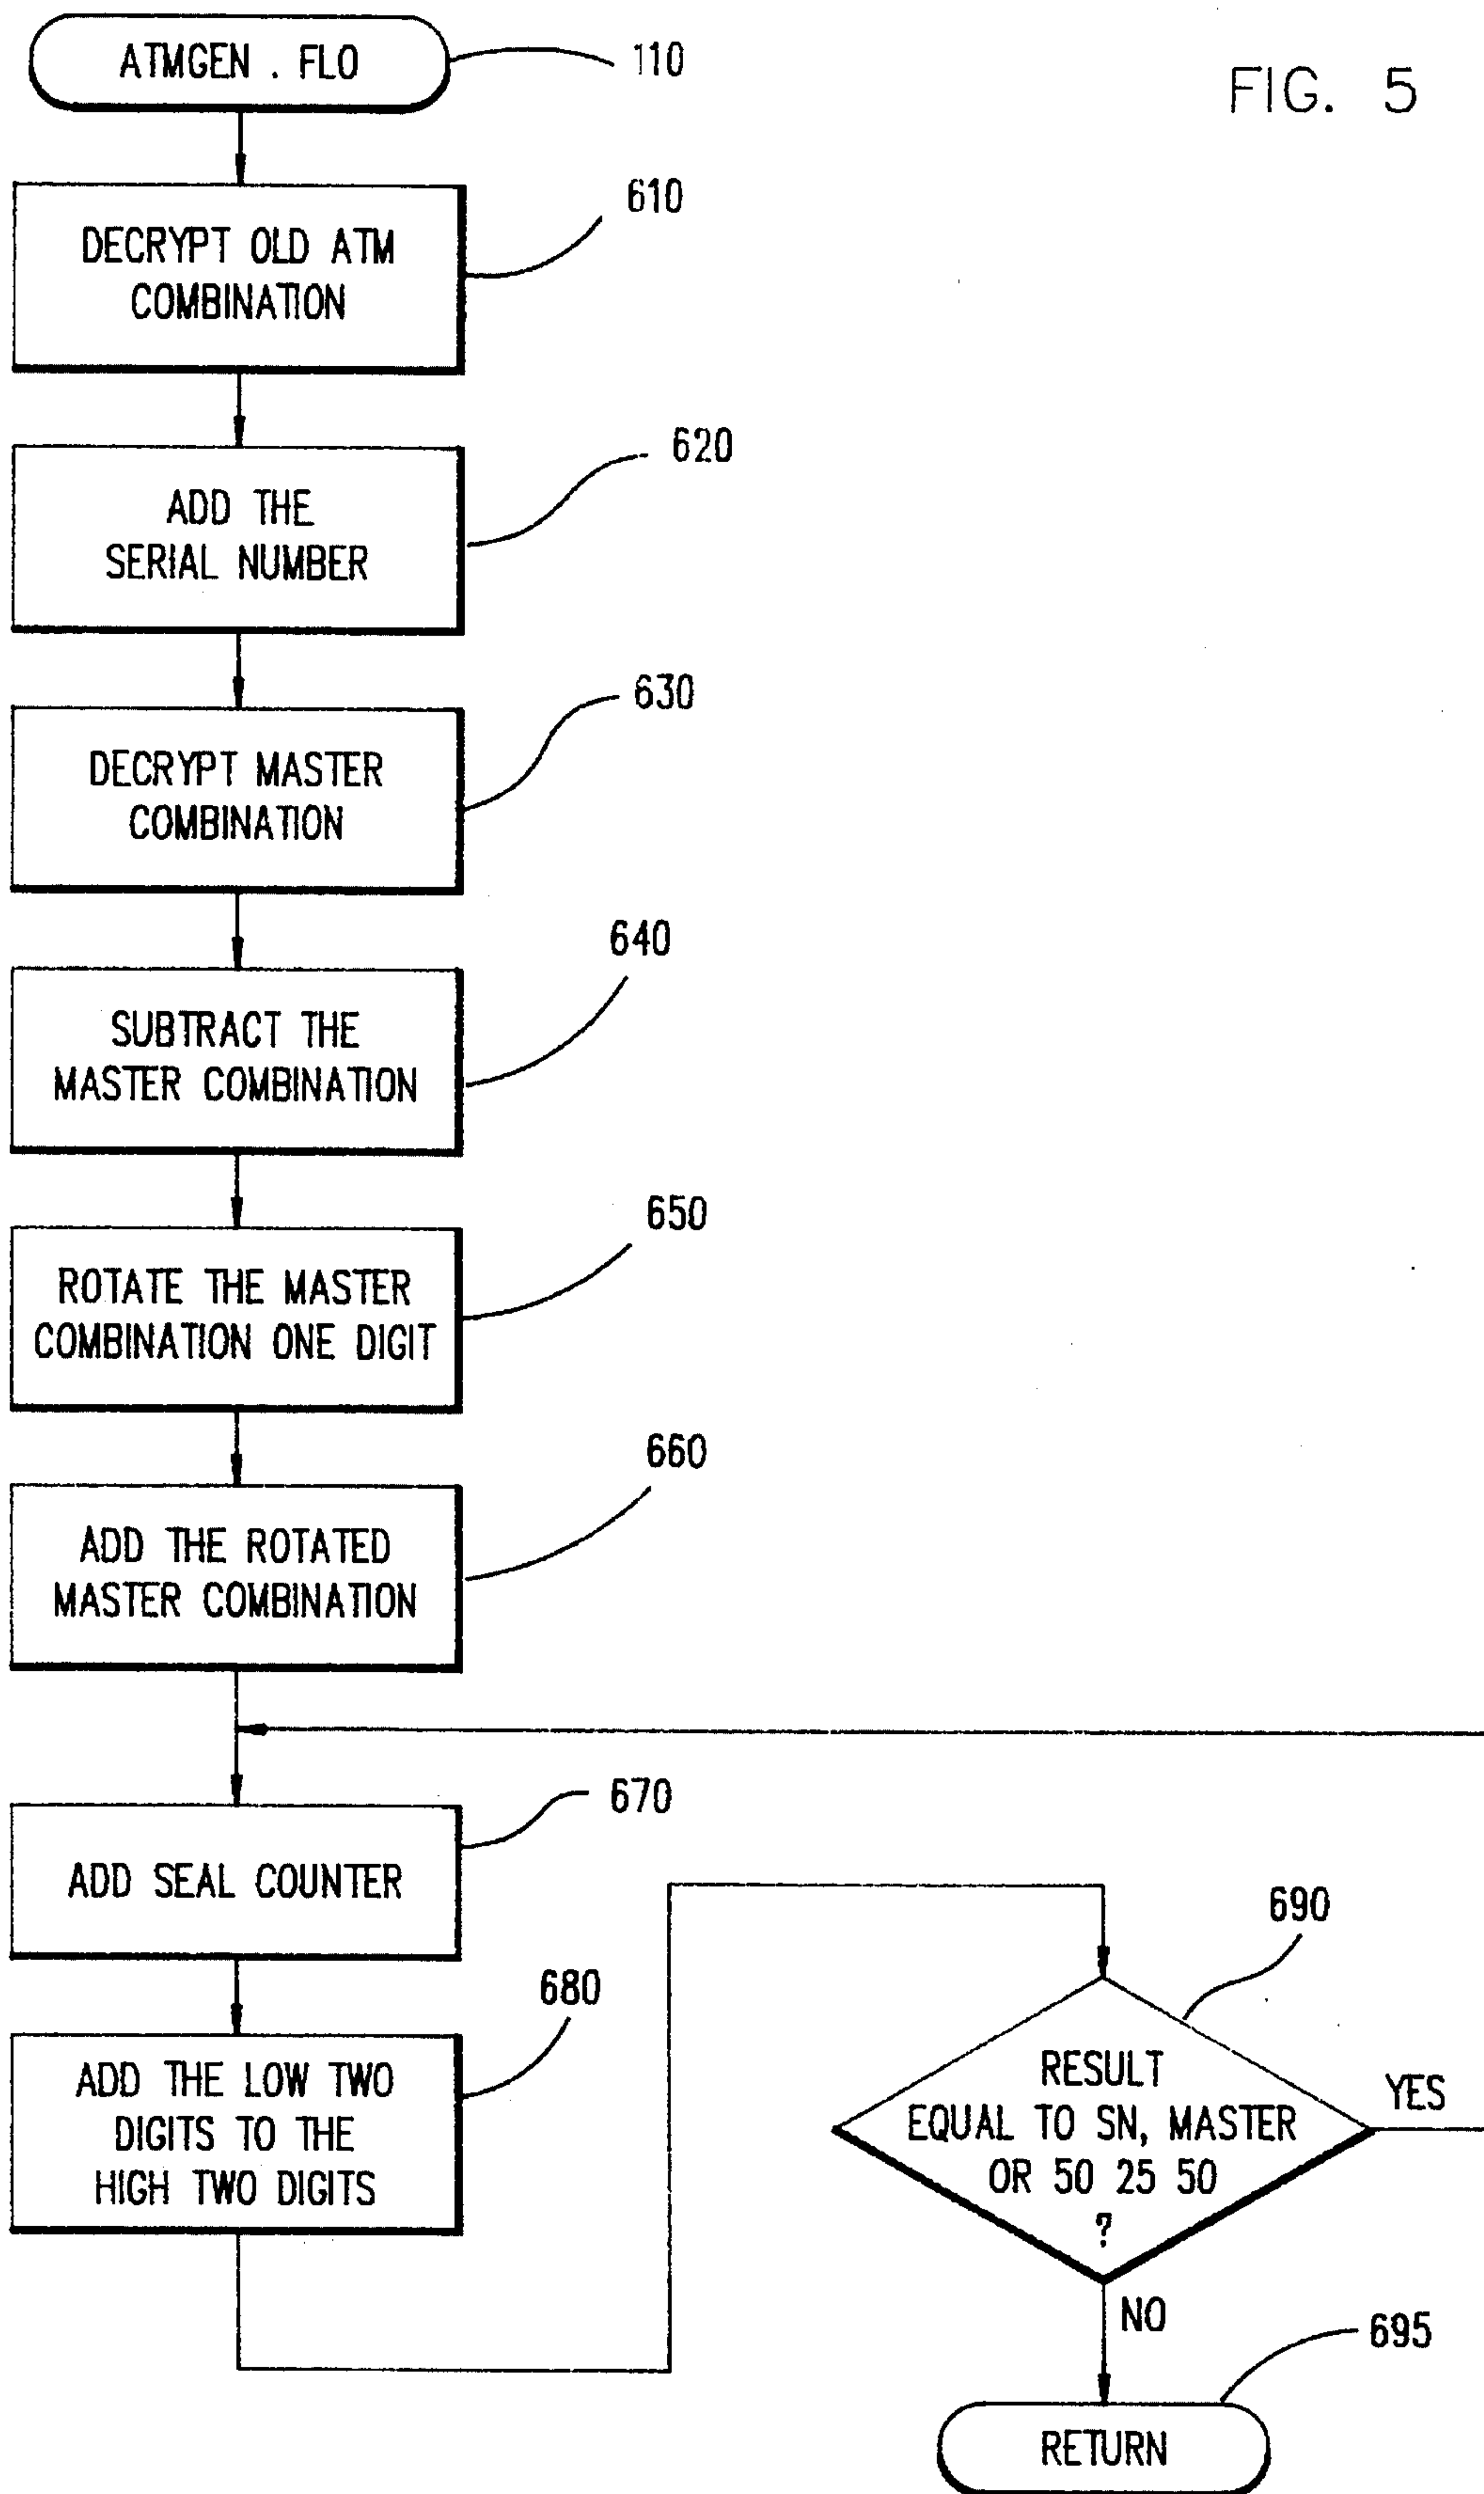 FIG. 5
ATMGEN . FLO
110
DECRYPT OLD ATM
COMBINATION
610
ADD THE
SERIAL NUMBER
620
DECRYPT MASTER
COMBINATION
630
SUBTRACT THE
MASTER COMBINATION
640
ROTATE THE MASTER
COMBINATION ONE DIGIT
650
ADD THE ROTATED
MASTER COMBINATION
660
ADD SEAL COUNTER
670
ADD THE LOW TWO
DIGITS TO THE
HIGH TWO DIGITS
680
RESULT
EQUAL TO SN, MASTER
OR 50 25 50
?
690
YES
NO
RETURN
695